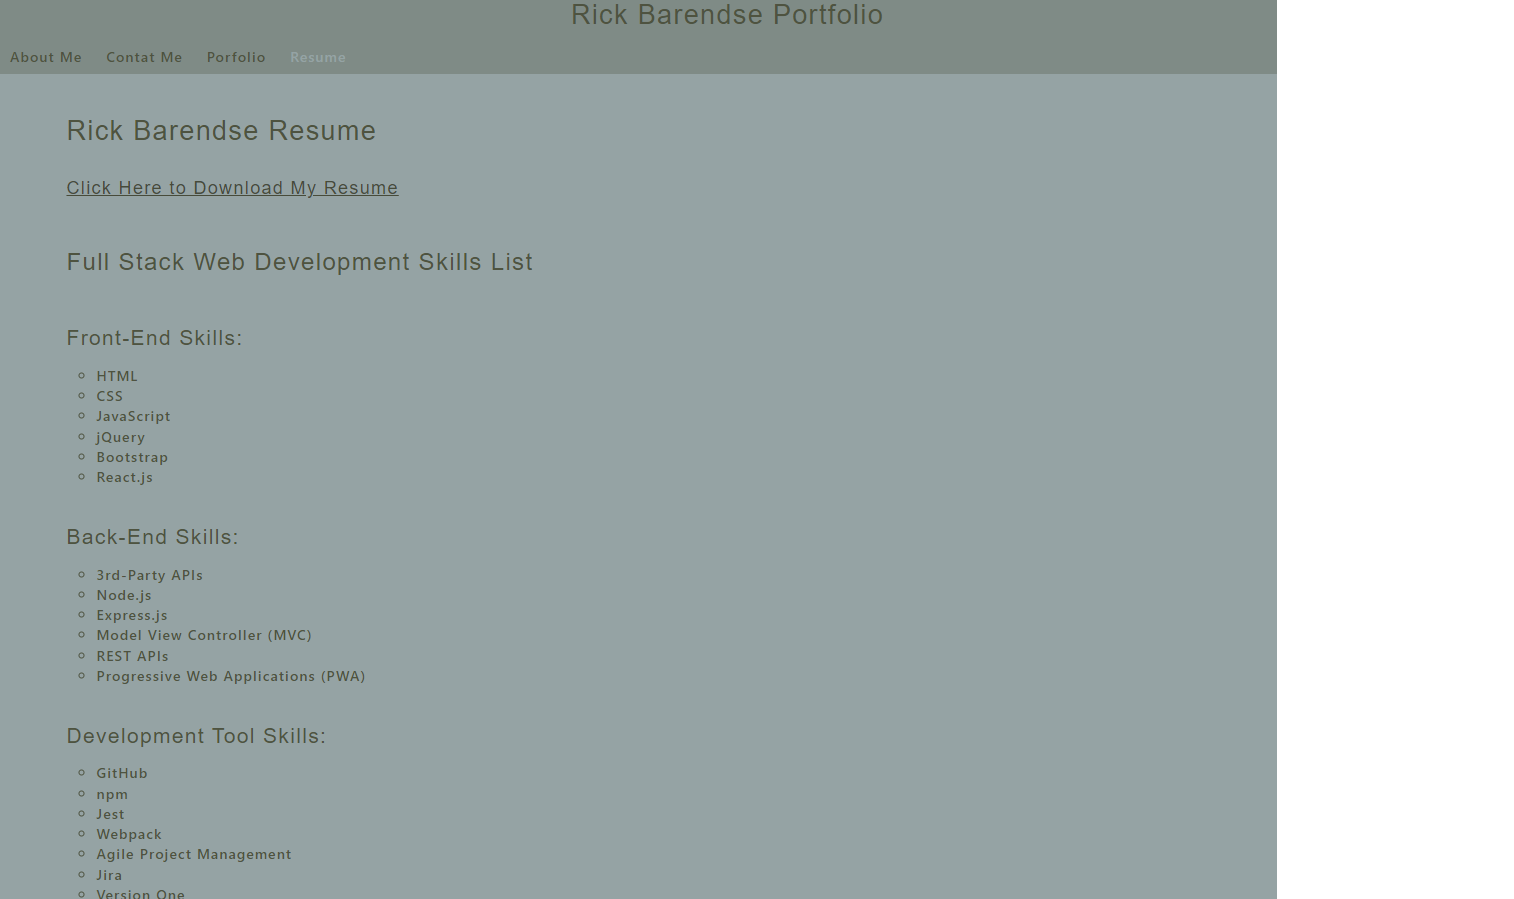 Rick Barendse Portfolio
About Me Contat Me Porfolio Resume
Rick Barendse Resume
Click Here to Download My Resume
Full Stack Web Development Skills List
Front-End Skills:
HTML
CSS
JavaScript
jQuery
Bootstrap
React.js
Back-End Skills:
3rd-Party APIs
Node.js
Express.js
Model View Controller (MVC)
REST APIs
Progressive Web Applications (PWA)
Development Tool Skills:
GitHub
npm
Jest
Webpack
Agile Project Management
Jira
Version One